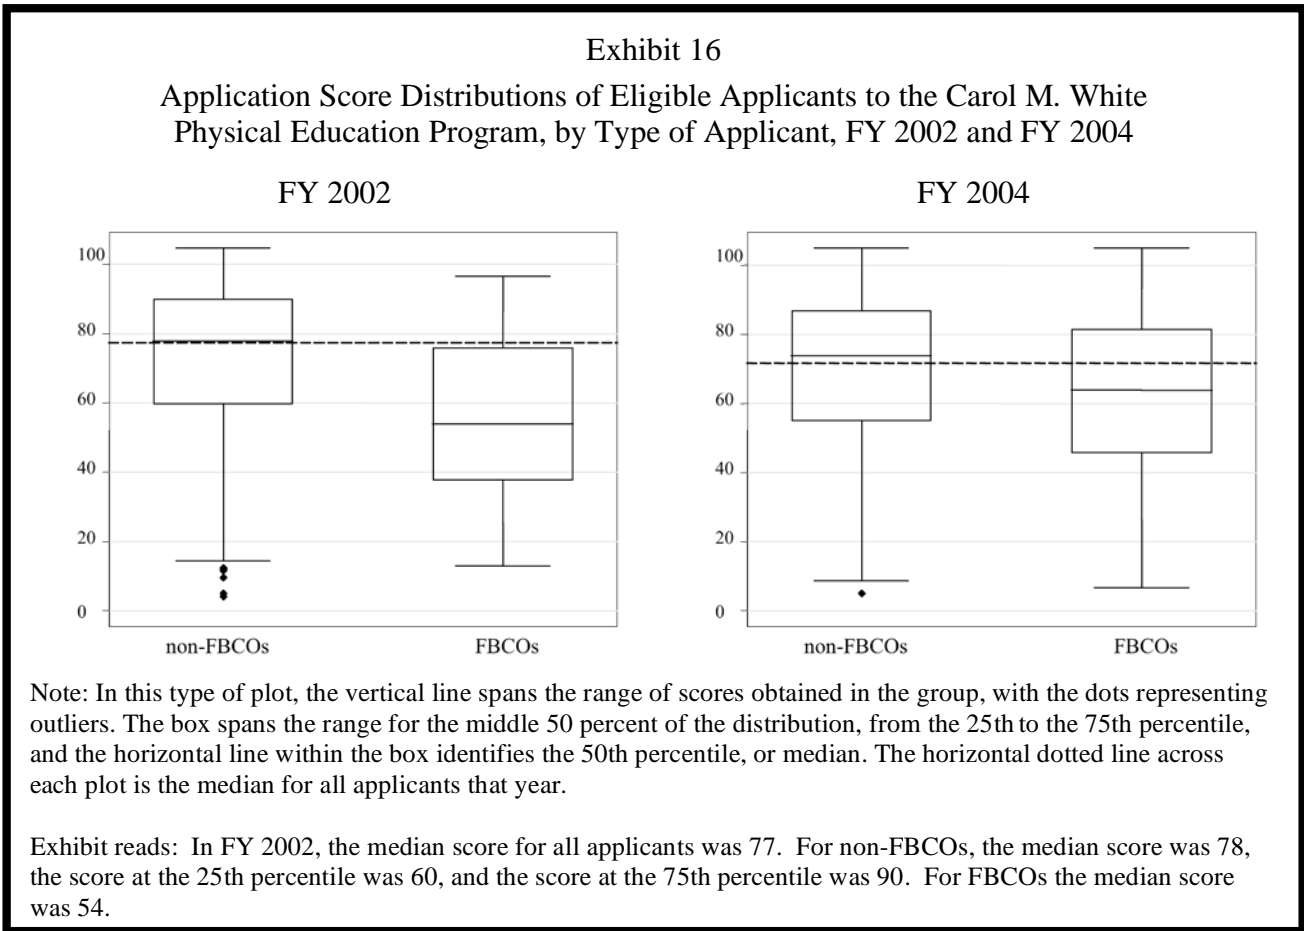 Exhibit 16
Application Score Distributions of Eligible Applicants to the Carol M. White
Physical Education Program, by Type of Applicant, FY 2002 and FY 2004
FY 2002
100
80
60
40
20
0
non-FBCOs
FBCOs
FY 2004
100
80
60
40
20
0
non-FBCOs
FBCOs
Note: In this type of plot, the vertical line spans the range of scores obtained in the group, with the dots representing
outliers. The box spans the range for the middle 50 percent of the distribution, from the 25th to the 75th percentile,
and the horizontal line within the box identifies the 50th percentile, or median. The horizontal dotted line across
each plot is the median for all applicants that year.
Exhibit reads: In FY 2002, the median score for all applicants was 77. For non-FBCOs, the median score was 78,
the score at the 25th percentile was 60, and the score at the 75th percentile was 90. For FBCOs the median score
was 54.